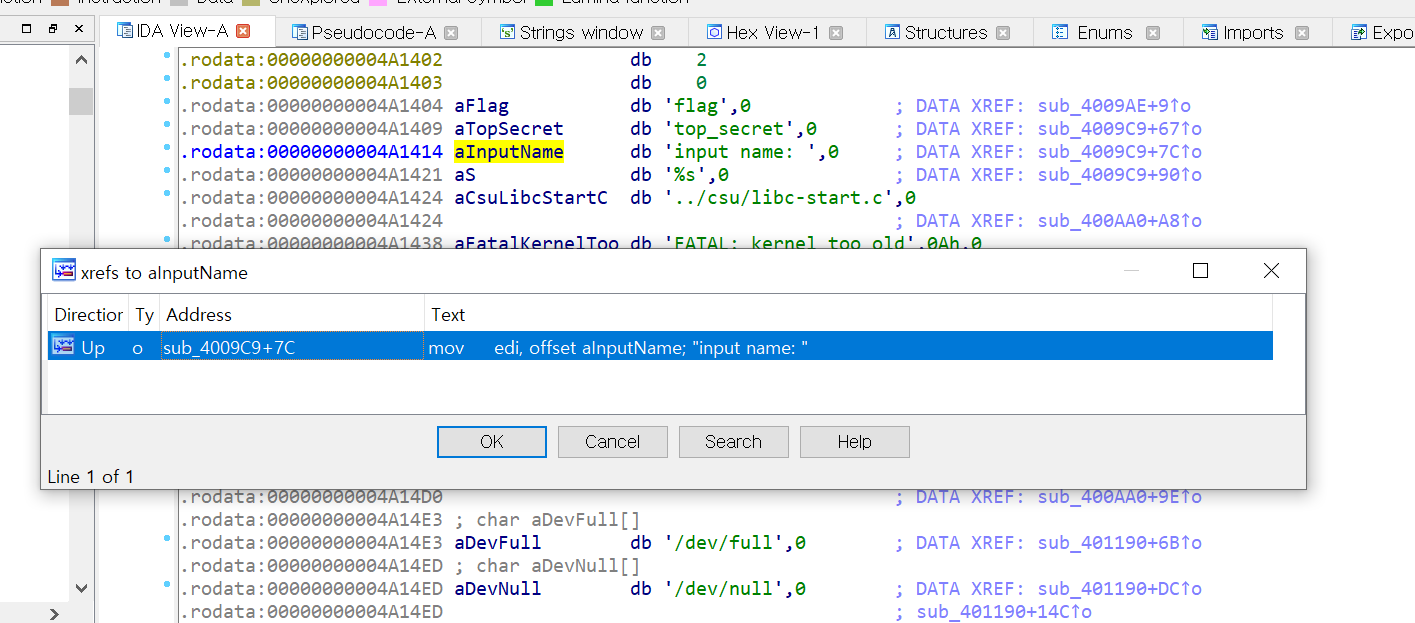 Instruction Data Unexplored External symbol Lumina function
IDA View-A Pseudocode-A Strings window Hex View-1 Structures Enums Imports Expo
.rodata:00000000004A1402 db 2
.rodata:00000000004A1403 db 0
.rodata:00000000004A1404 aFlag db 'flag',0 ; DATA XREF: sub_4009AE+9↑o
.rodata:00000000004A1409 aTopSecret db 'top_secret',0 ; DATA XREF: sub_4009C9+67↑o
.rodata:00000000004A1414 aInputName db 'input name: ',0 ; DATA XREF: sub_4009C9+7C↑o
.rodata:00000000004A1421 aS db '%s',0 ; DATA XREF: sub_4009C9+90↑o
.rodata:00000000004A1424 aCsuLibcStartC db '../csu/libc-start.c',0
.rodata:00000000004A1424 ; DATA XREF: sub_400AA0+A8↑o
.rodata:00000000004A1438 aFatalKernelToo db 'FATAL: kernel too old',0Ah,0
xrefs to aInputName
Direction Ty Address Text
Up o sub_4009C9+7C mov edi, offset aInputName; "input name: "
OK Cancel Search Help
Line 1 of 1
.rodata:00000000004A14D0 ; DATA XREF: sub_400AA0+9E↑o
.rodata:00000000004A14E3 ; char aDevFull[]
.rodata:00000000004A14E3 aDevFull db '/dev/full',0 ; DATA XREF: sub_401190+6B↑o
.rodata:00000000004A14ED ; char aDevNull[]
.rodata:00000000004A14ED aDevNull db '/dev/null',0 ; DATA XREF: sub_401190+DC↑o
.rodata:00000000004A14ED ; sub_401190+14C↑o